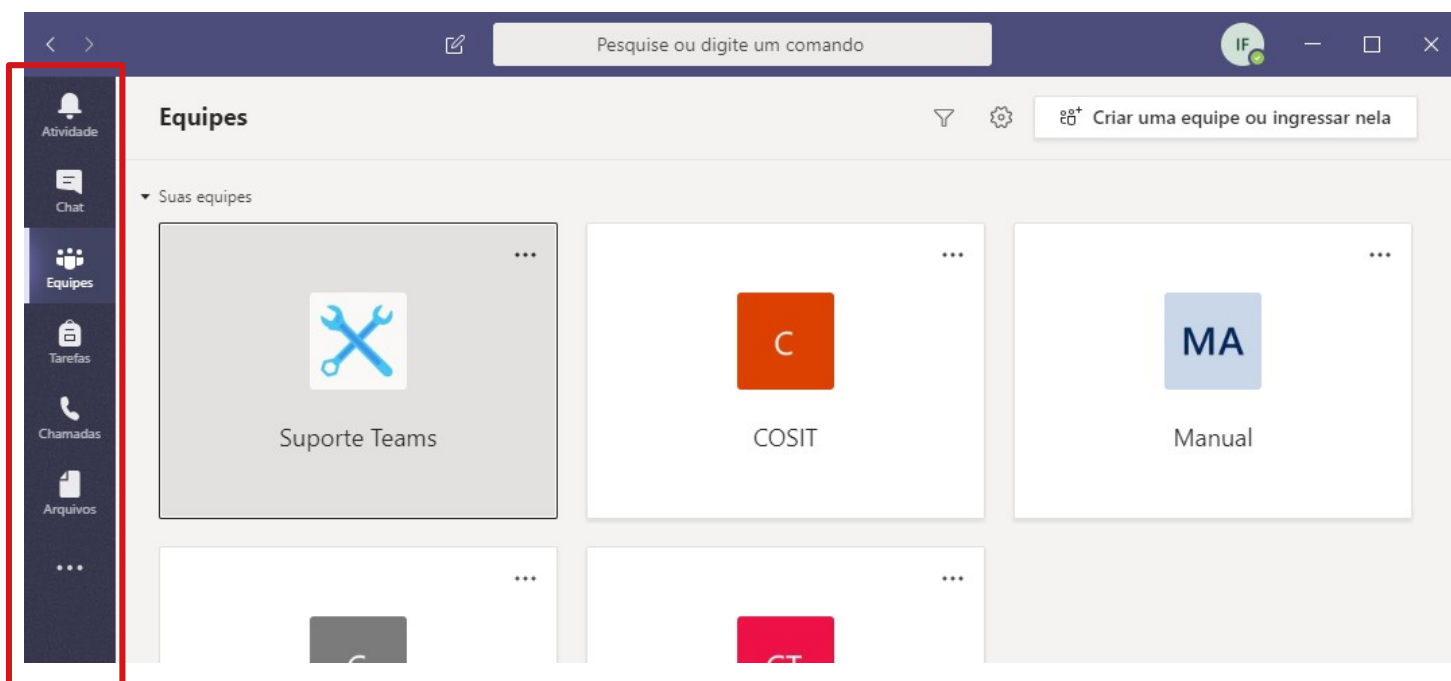 Pesquise ou digite um comando
IF
Atividade
Equipes
Criar uma equipe ou ingressar nela
Chat
Suas equipes
Equipes
Tarefas
Chamadas
Arquivos
C
MA
Suporte Teams
COSIT
Manual
CT